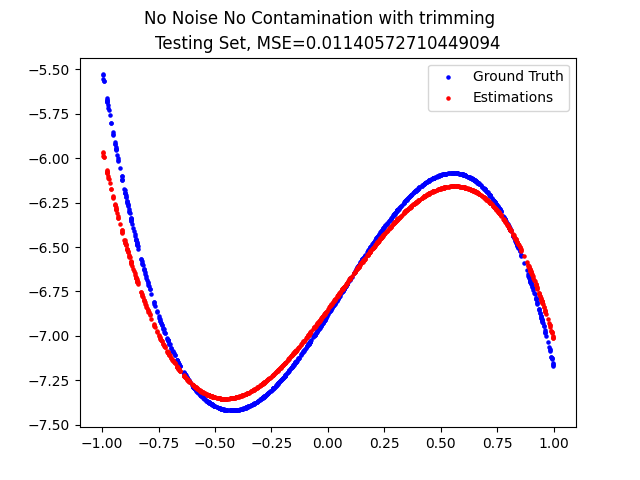 No Noise No Contamination with trimming
Testing Set, MSE=0.01140572710449094
Ground Truth
Estimations
−5.50
−5.75
−6.00
−6.25
−6.50
−6.75
−7.00
−7.25
−7.50
−1.00 −0.75 −0.50 −0.25 0.00 0.25 0.50 0.75 1.00